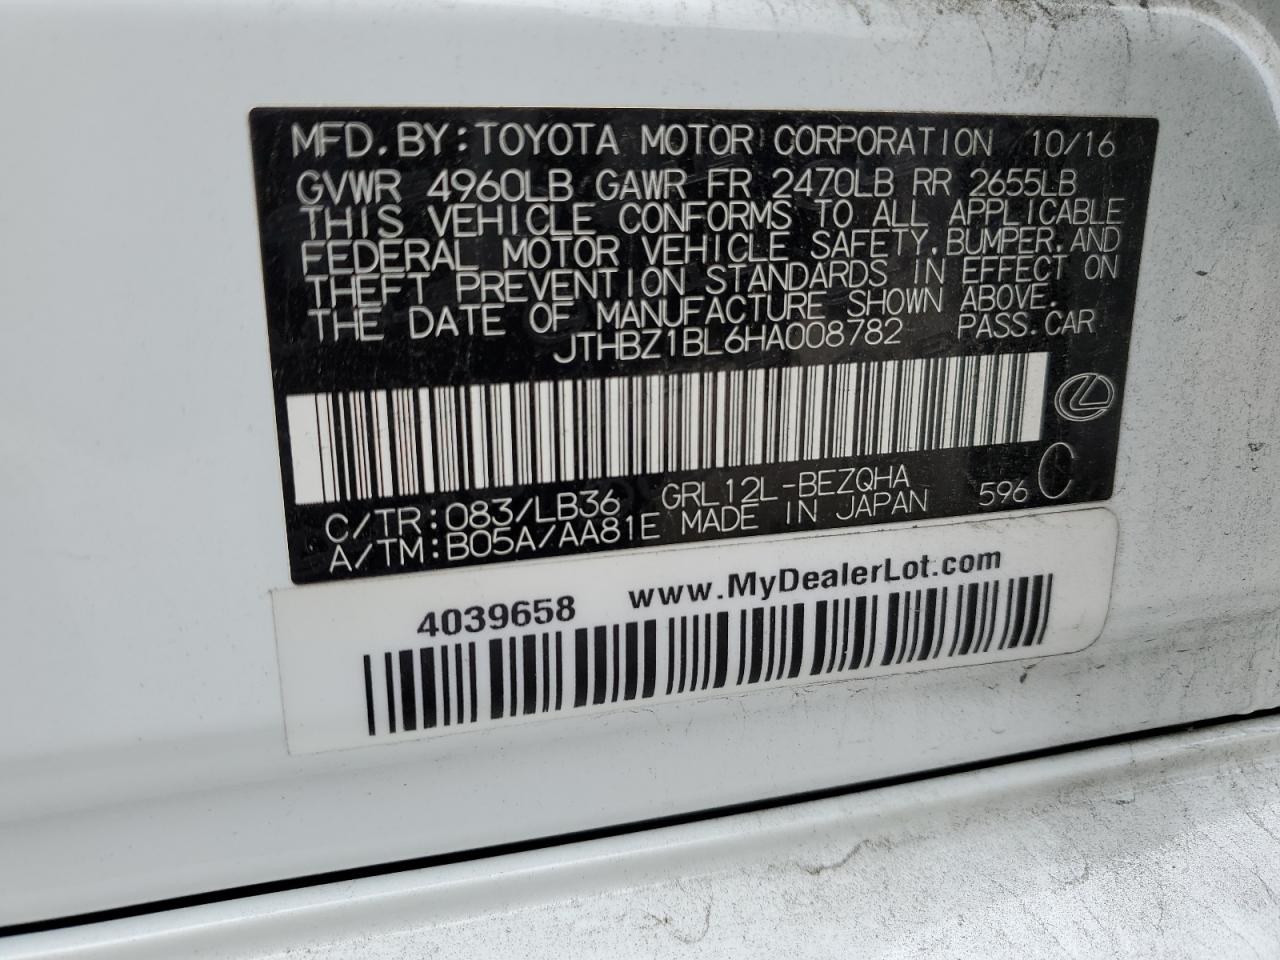 MFD. BY: TOYOTA MOTOR CORPORATION 10/16
GVWR 4960LB GAWR FR 2470LB RR 2655LB
THIS VEHICLE CONFORMS TO ALL APPLICABLE
FEDERAL MOTOR VEHICLE SAFETY, BUMPER, AND
THEFT PREVENTION STANDARDS IN EFFECT ON
THE DATE OF MANUFACTURE SHOWN ABOVE.
JTHBZ1BL6HA008782 PASS. CAR
C/TR: 083/LB36 GRL12L-BEZQHA
A/TM: B05A/AA81E MADE IN JAPAN 596 C
4039658 www.MyDealerLot.com